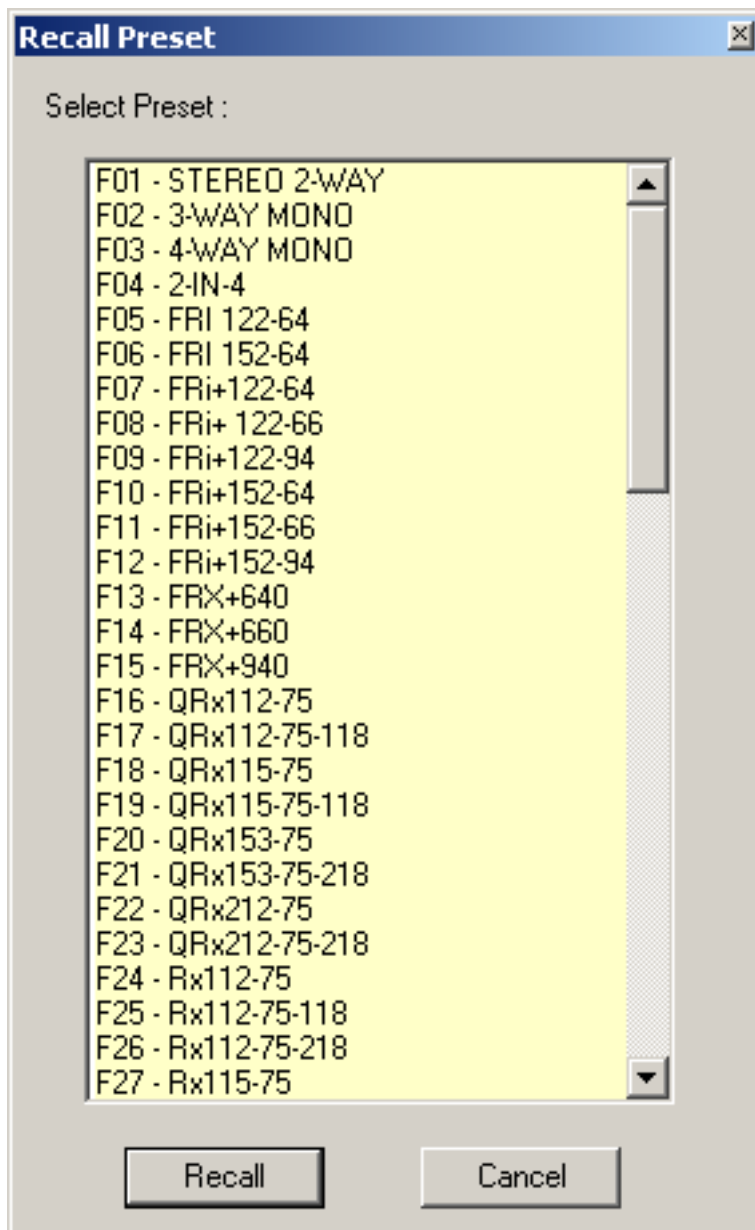 Recall Preset
Select Preset :
F01 - STEREO 2-WAY
F02 - 3-WAY MONO
F03 - 4-WAY MONO
F04 - 2-IN-4
F05 - FRI 122-64
F06 - FRI 152-64
F07 - FRi+122-64
F08 - FRi+ 122-66
F09 - FRi+122-94
F10 - FRi+152-64
F11 - FRi+152-66
F12 - FRi+152-94
F13 - FRX+640
F14 - FRX+660
F15 - FRX+940
F16 - QRx112-75
F17 - QRx112-75-118
F18 - QRx115-75
F19 - QRx115-75-118
F20 - QRx153-75
F21 - QRx153-75-218
F22 - QRx212-75
F23 - QRx212-75-218
F24 - Rx112-75
F25 - Rx112-75-118
F26 - Rx112-75-218
F27 - Rx115-75
Recall Cancel